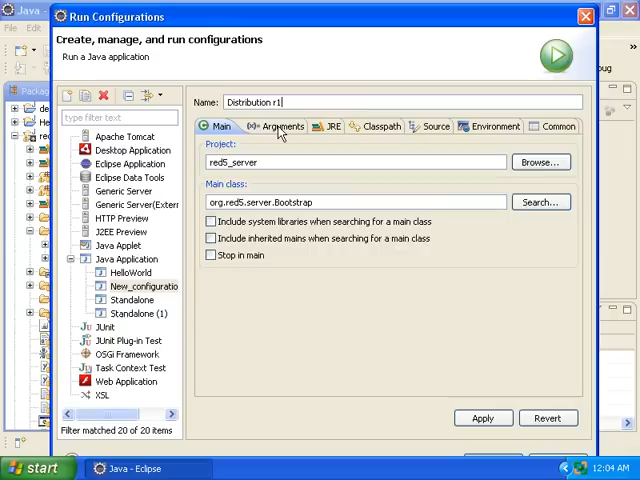 Java - E
Run Configurations
File
Edit
Create, manage, and run configurations
Run a Java application
Packag
Name: Distribution r1
type filter text
Main
Arguments
JRE
Classpath
Source
Environment
Common
Apache Tomcat
Desktop Application
Eclipse Application
Eclipse Data Tools
Generic Server
Generic Server(Extern
HTTP Preview
J2EE Preview
Java Applet
Java Application
HelloWorld
New_configuratio
Standalone
Standalone (1)
JUnit
JUnit Plug-in Test
OSGi Framework
Task Context Test
Web Application
XSL
Project:
red5_server
Browse...
Main class:
org.red5.server.Bootstrap
Search...
Include system libraries when searching for a main class
Include inherited mains when searching for a main class
Stop in main
Filter matched 20 of 20 items
Apply
Revert
start
Java - Eclipse
12:04 AM